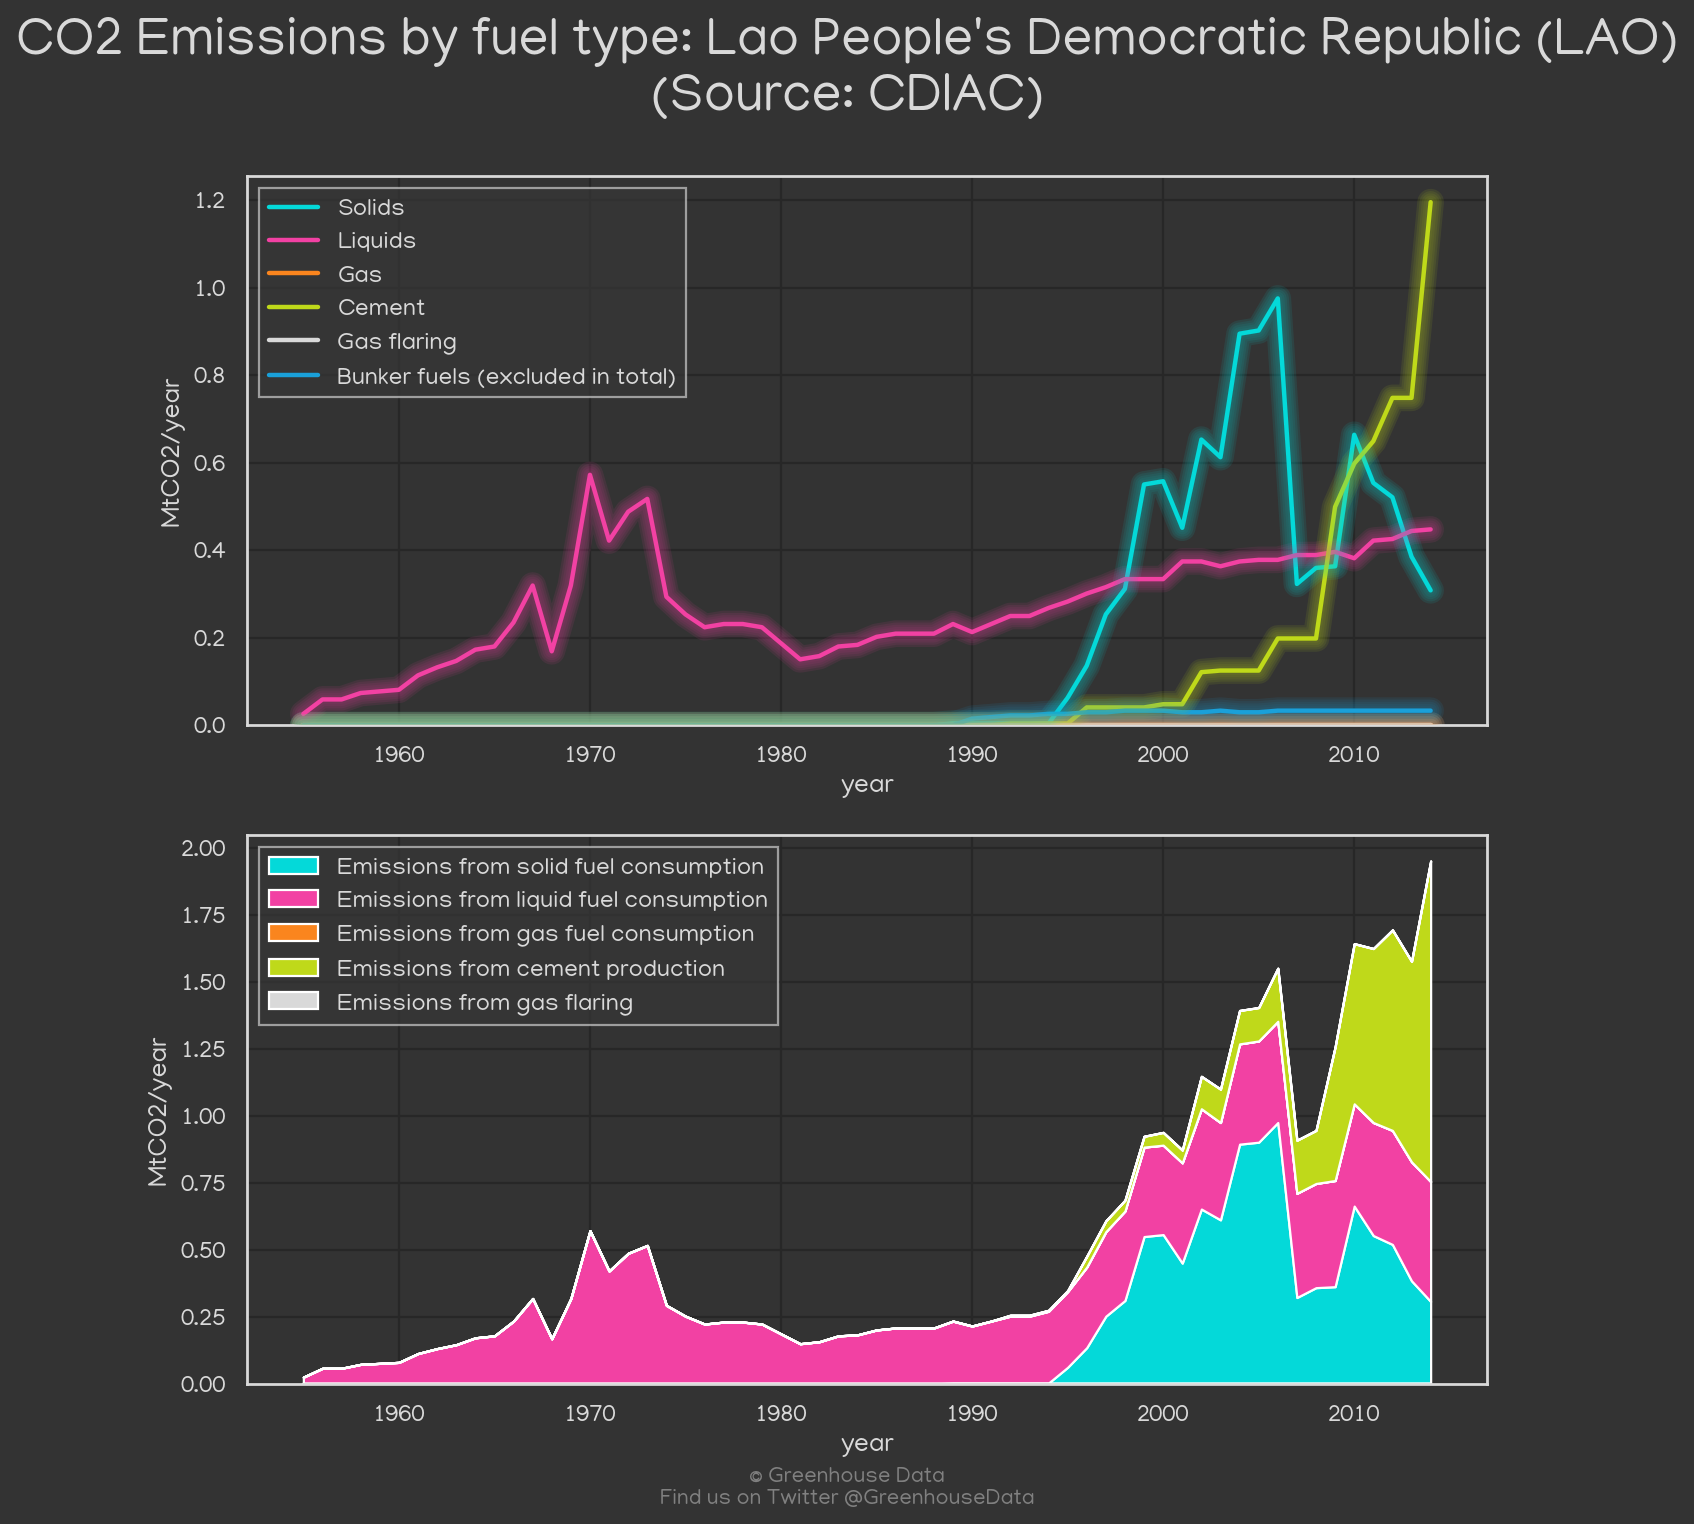 CO2 Emissions by fuel type: Lao People's Democratic Republic (LAO)
(Source: CDIAC)
1.2
1.0
0.8
0.6
0.4
0.2
0.0
MtCO2/year
Solids
Liquids
Gas
Cement
Gas flaring
Bunker fuels (excluded in total)
1960
1970
1980
1990
2000
2010
year
2.00
1.75
1.50
1.25
1.00
0.75
0.50
0.25
0.00
MtCO2/year
Emissions from solid fuel consumption
Emissions from liquid fuel consumption
Emissions from gas fuel consumption
Emissions from cement production
Emissions from gas flaring
1960
1970
1980
1990
2000
2010
year
© Greenhouse Data
Find us on Twitter @GreenhouseData